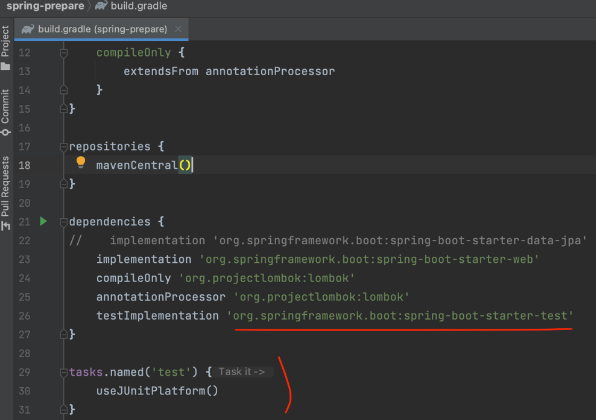 spring-prepare
build.gradle
build.gradle (spring-prepare)
Project
Commit
Pull Requests
12 compileOnly {
13 extendsFrom annotationProcessor
14 }
15 }
16
17 repositories {
18 mavenCentral()
19 }
20
21 dependencies {
22 // implementation 'org.springframework.boot:spring-boot-starter-data-jpa'
23 implementation 'org.springframework.boot:spring-boot-starter-web'
24 compileOnly 'org.projectlombok:lombok'
25 annotationProcessor 'org.projectlombok:lombok'
26 testImplementation 'org.springframework.boot:spring-boot-starter-test'
27 }
28
29 tasks.named('test') { Task it ->
30 useJUnitPlatform()
31 }